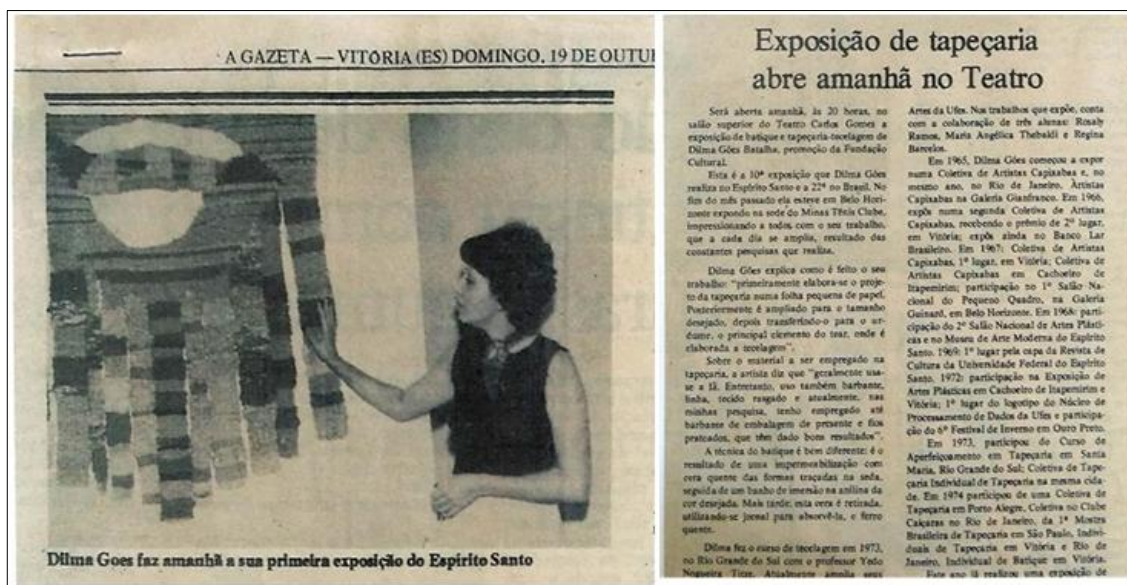 A GAZETA — VITÓRIA (ES) DOMINGO, 19 DE OUTU
Dilma Goes faz amanhã a sua primeira exposição do Espírito Santo
Exposição de tapeçaria
abre amanhã no Teatro
Será aberta amanhã, às 20 horas, no
salão superior do Teatro Carlos Gomes a
exposição de batique e tapeçaria-tecelagem de
Dilma Góes Batalha, promoção da Fundação
Cultural.
Esta é a 10ª exposição que Dilma Góes
realiza no Espírito Santo e a 22ª no Brasil. No
fim do mês passado ela esteve em Belo Hori-
zonte expondo na sede do Minas Tênis Clube,
impressionando a todos com o seu trabalho,
que a cada dia se amplia, resultado das
constantes pesquisas que realiza.
Dilma Góes explica como é feito o seu
trabalho: "primeiramente elabora-se o proje-
to da tapeçaria numa folha pequena de papel.
Posteriormente é ampliado para o tamanho
desejado, depois transferindo-o para o ur-
dume, o principal elemento do tear, onde é
elaborada a tecelagem".
Sobre o material a ser empregado na
tapeçaria, a artista diz que "geralmente usa-
se a lã. Entretanto, uso também barbante,
linha, tecido rasgado e atualmente, nas
minhas pesquisa, tenho empregado até
barbante de embalagem de presente e fios
prateados, que têm dado bons resultados".
A técnica do batique é bem diferente: é o
resultado de uma impermeabilização com
cera quente das formas traçadas na seda,
seguida de um banho de imersão na anilina da
cor desejada. Mais tarde, esta cera é retirada,
utilizando-se jornal para absorvê-la, e ferro
quente.
Dilma fez o curso de tecelagem em 1973,
no Rio Grande do Sul com o professor Yedo
Nogueira Titze. Atualmente amplia seus
Artes da Ufes. Nos trabalhos que expõe, conta
com a colaboração de três alunas: Rosaly
Ramos, Maria Angélica Thebaldi e Regina
Barcelos.
Em 1965, Dilma Góes começou a expor
numa Coletiva de Artistas Capixabas e, no
mesmo ano, no Rio de Janeiro, Artistas
Capixabas na Galeria Gianfranco. Em 1966,
expôs numa segunda Coletiva de Artistas
Capixabas, recebendo o prêmio de 2º lugar,
em Vitória; expôs ainda no Banco Lar
Brasileiro. Em 1967: Coletiva de Artistas
Capixabas, 1º lugar, em Vitória; Coletiva de
Artistas Capixabas em Cachoeiro de
Itapemirim; participação no 1º Salão Na-
cional do Pequeno Quadro, na Galeria
Guinard, em Belo Horizonte. Em 1968: parti-
cipação do 2º Salão Nacional de Artes Plásti-
cas e no Museu de Arte Moderna do Espírito
Santo. 1969: 1º lugar pela capa da Revista de
Cultura da Universidade Federal do Espírito
Santo. 1972: participação na Exposição de
Artes Plásticas em Cachoeiro de Itapemirim e
Vitória; 1º lugar do logotipo do Núcleo de
Processamento de Dados da Ufes e participa-
ção do 6º Festival de Inverno em Ouro Preto.
Em 1973, participou do Curso de
Aperfeiçoamento em Tapeçaria em Santa
Maria, Rio Grande do Sul; Coletiva de Tape-
çaria Individual de Tapeçaria na mesma cida-
de. Em 1974 participou de uma Coletiva de
Tapeçaria em Porto Alegre, Coletiva no Clube
Caiçaras no Rio de Janeiro, da 1ª Mostra
Brasileira de Tapeçaria em São Paulo, Indivi-
duais de Tapeçaria em Vitória e Rio de
Janeiro, Individual de Batique em Vitória.
Este ano já realizou uma exposição de